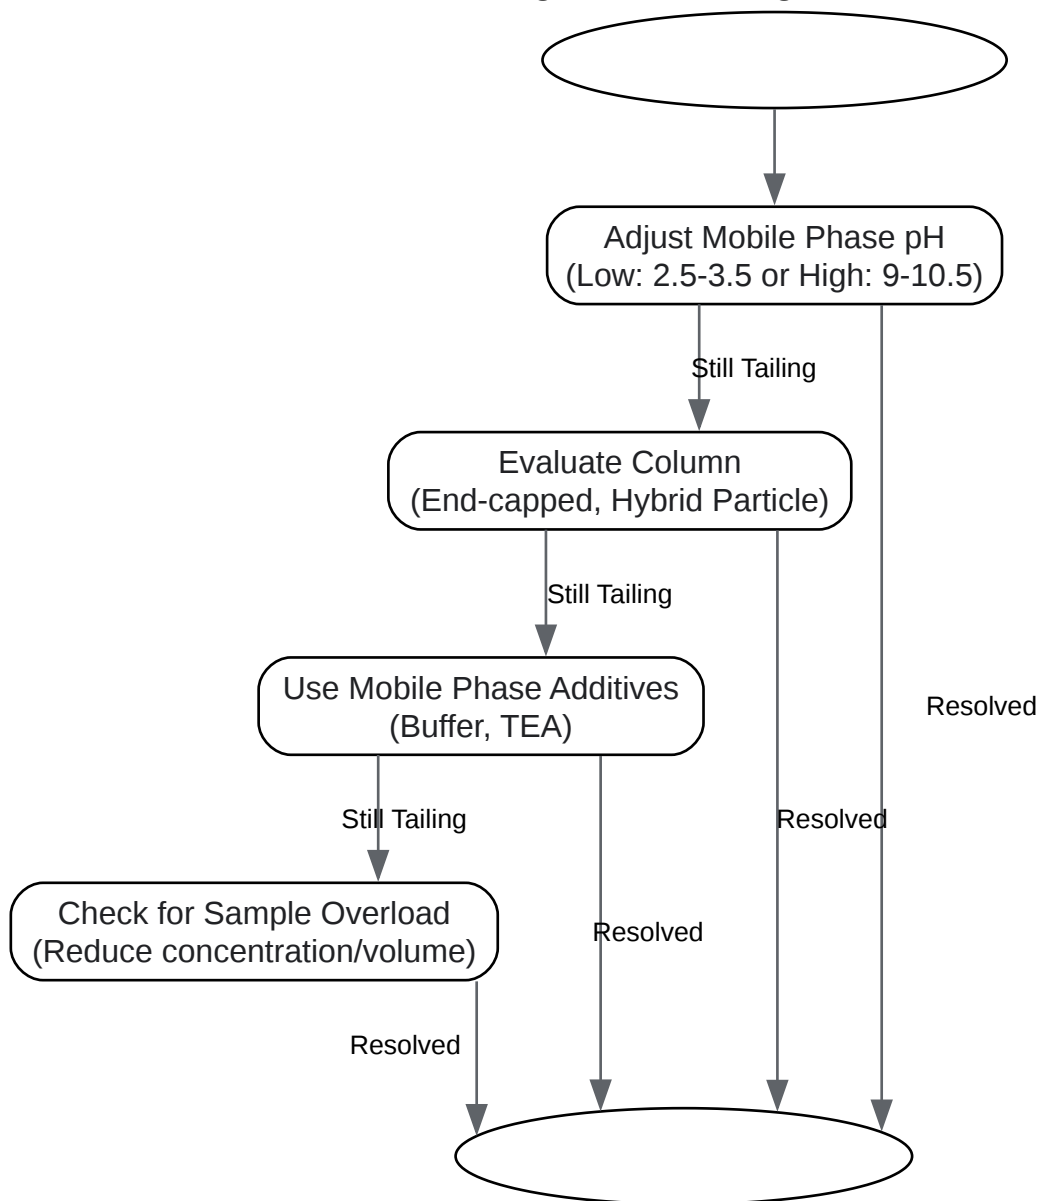 Adjust Mobile Phase pH
(Low: 2.5-3.5 or High: 9-10.5)
Still Tailing
Evaluate Column
(End-capped, Hybrid Particle)
Still Tailing
Use Mobile Phase Additives
(Buffer, TEA)
Resolved
Still Tailing
Resolved
Check for Sample Overload
(Reduce concentration/volume)
Resolved
Resolved